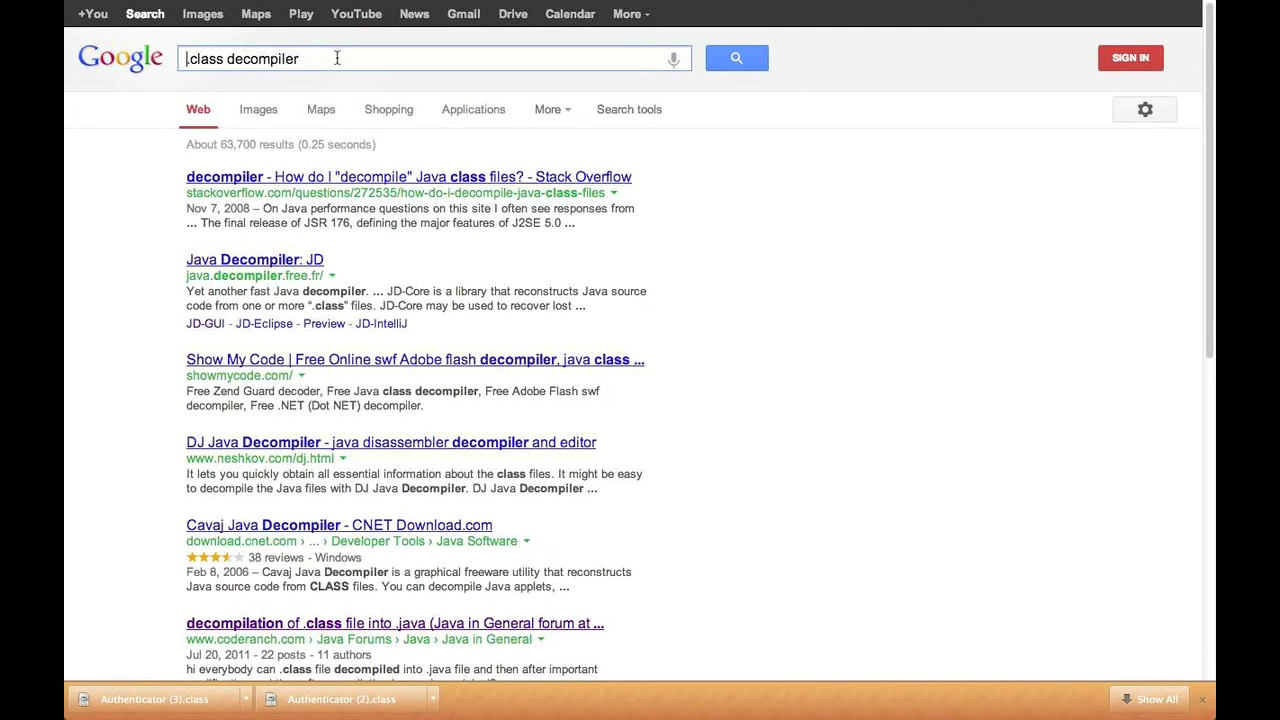 +You Search Images Maps Play YouTube News Gmail Drive Calendar More
Google .class decompiler SIGN IN
Web Images Maps Shopping Applications More Search tools
About 63,700 results (0.25 seconds)
decompiler - How do I "decompile" Java class files? - Stack Overflow
stackoverflow.com/questions/272535/how-do-i-decompile-java-class-files
Nov 7, 2008 – On Java performance questions on this site I often see responses from
... The final release of JSR 176, defining the major features of J2SE 5.0 ...
Java Decompiler: JD
java.decompiler.free.fr/
Yet another fast Java decompiler. ... JD-Core is a library that reconstructs Java source
code from one or more “.class” files. JD-Core may be used to recover lost ...
JD-GUI - JD-Eclipse - Preview - JD-IntelliJ
Show My Code | Free Online swf Adobe flash decompiler, java class ...
showmycode.com/
Free Zend Guard decoder, Free Java class decompiler, Free Adobe Flash swf
decompiler, Free .NET (Dot NET) decompiler.
DJ Java Decompiler - java disassembler decompiler and editor
www.neshkov.com/dj.html
It lets you quickly obtain all essential information about the class files. It might be easy
to decompile the Java files with DJ Java Decompiler. DJ Java Decompiler ...
Cavaj Java Decompiler - CNET Download.com
download.cnet.com › ... › Developer Tools › Java Software
38 reviews - Windows
Feb 8, 2006 – Cavaj Java Decompiler is a graphical freeware utility that reconstructs
Java source code from CLASS files. You can decompile Java applets, ...
decompilation of .class file into .java (Java in General forum at ...
www.coderanch.com › Java Forums › Java › Java in General
Jul 20, 2011 - 22 posts - 11 authors
hi everybody can .class file decompiled into .java file and then after important
Authenticator (3).class Authenticator (2).class Show All